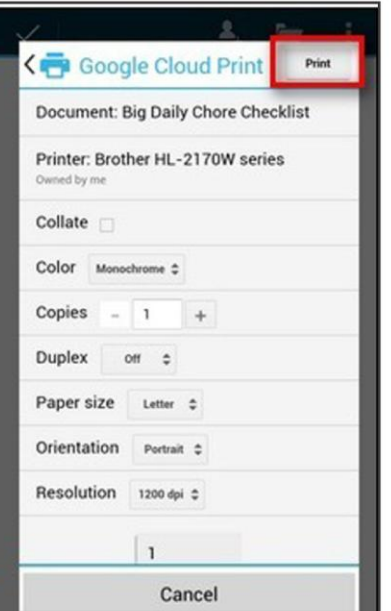 Google Cloud Print Print
Document: Big Daily Chore Checklist
Printer: Brother HL-2170W series
Owned by me
Collate
Color Monochrome
Copies - 1 +
Duplex Off
Paper size Letter
Orientation Portrait
Resolution 1200 dpi
1
Cancel